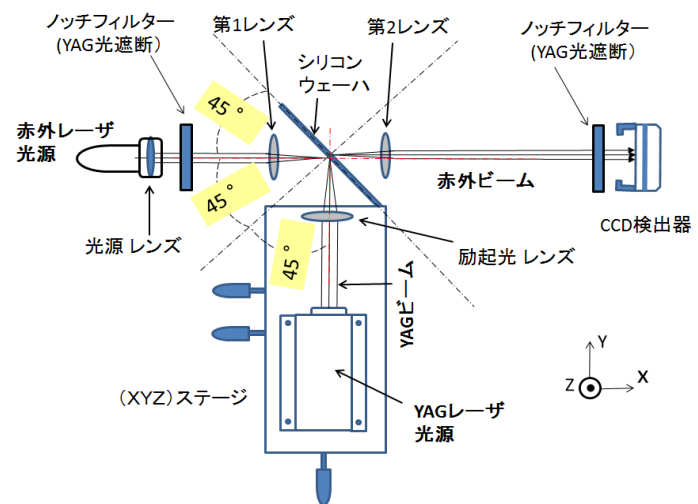 ノッチフィルター
(YAG光遮断)
第1レンズ
第2レンズ
ノッチフィルター
(YAG光遮断)
シリコン
ウェーハ
45°
赤外レーザ
光源
45°
45°
光源 レンズ
赤外ビーム
CCD検出器
励起光 レンズ
YAGビーム
(XYZ)ステージ
YAGレーザ
光源
Y
Z
X